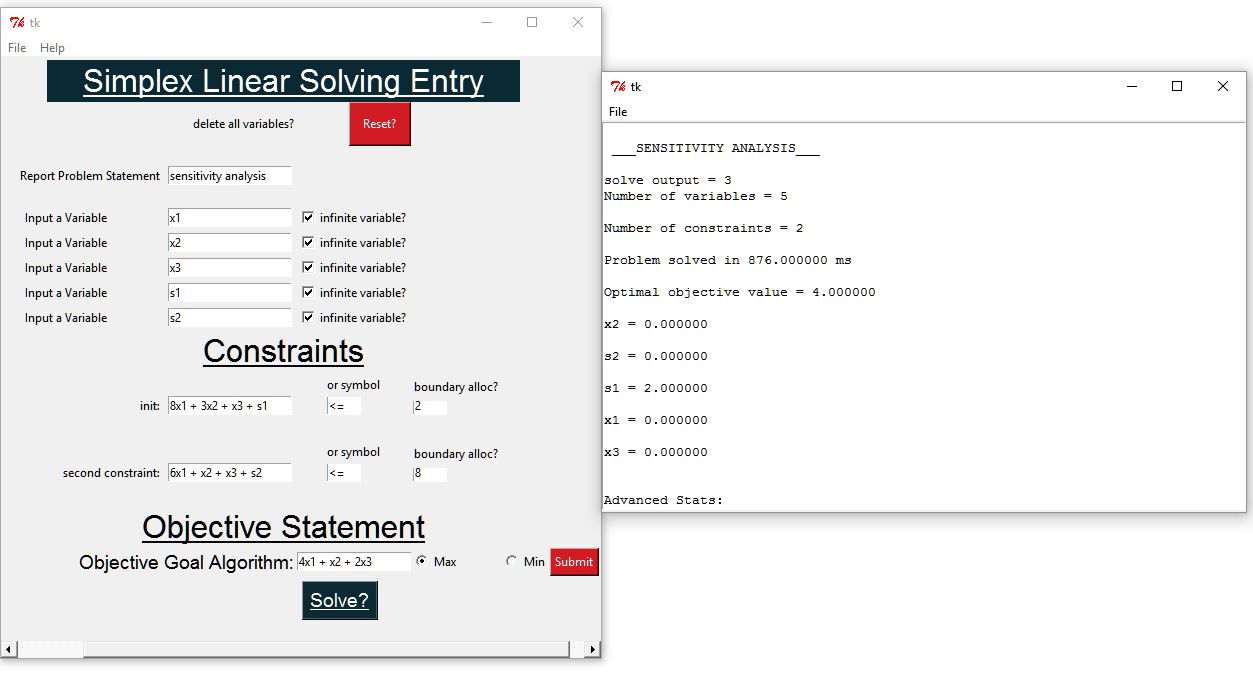 tk
File Help
Simplex Linear Solving Entry
delete all variables? Reset?
Report Problem Statement sensitivity analysis
Input a Variable x1 infinite variable?
Input a Variable x2 infinite variable?
Input a Variable x3 infinite variable?
Input a Variable s1 infinite variable?
Input a Variable s2 infinite variable?
Constraints
or symbol boundary alloc?
init: 8x1 + 3x2 + x3 + s1 <= 2
or symbol boundary alloc?
second constraint: 6x1 + x2 + x3 + s2 <= 8
Objective Statement
Objective Goal Algorithm: 4x1 + x2 + 2x3 Max Min Submit
Solve?
tk
File
___SENSITIVITY ANALYSIS___
solve output = 3
Number of variables = 5
Number of constraints = 2
Problem solved in 876.000000 ms
Optimal objective value = 4.000000
x2 = 0.000000
s2 = 0.000000
s1 = 2.000000
x1 = 0.000000
x3 = 0.000000
Advanced Stats: